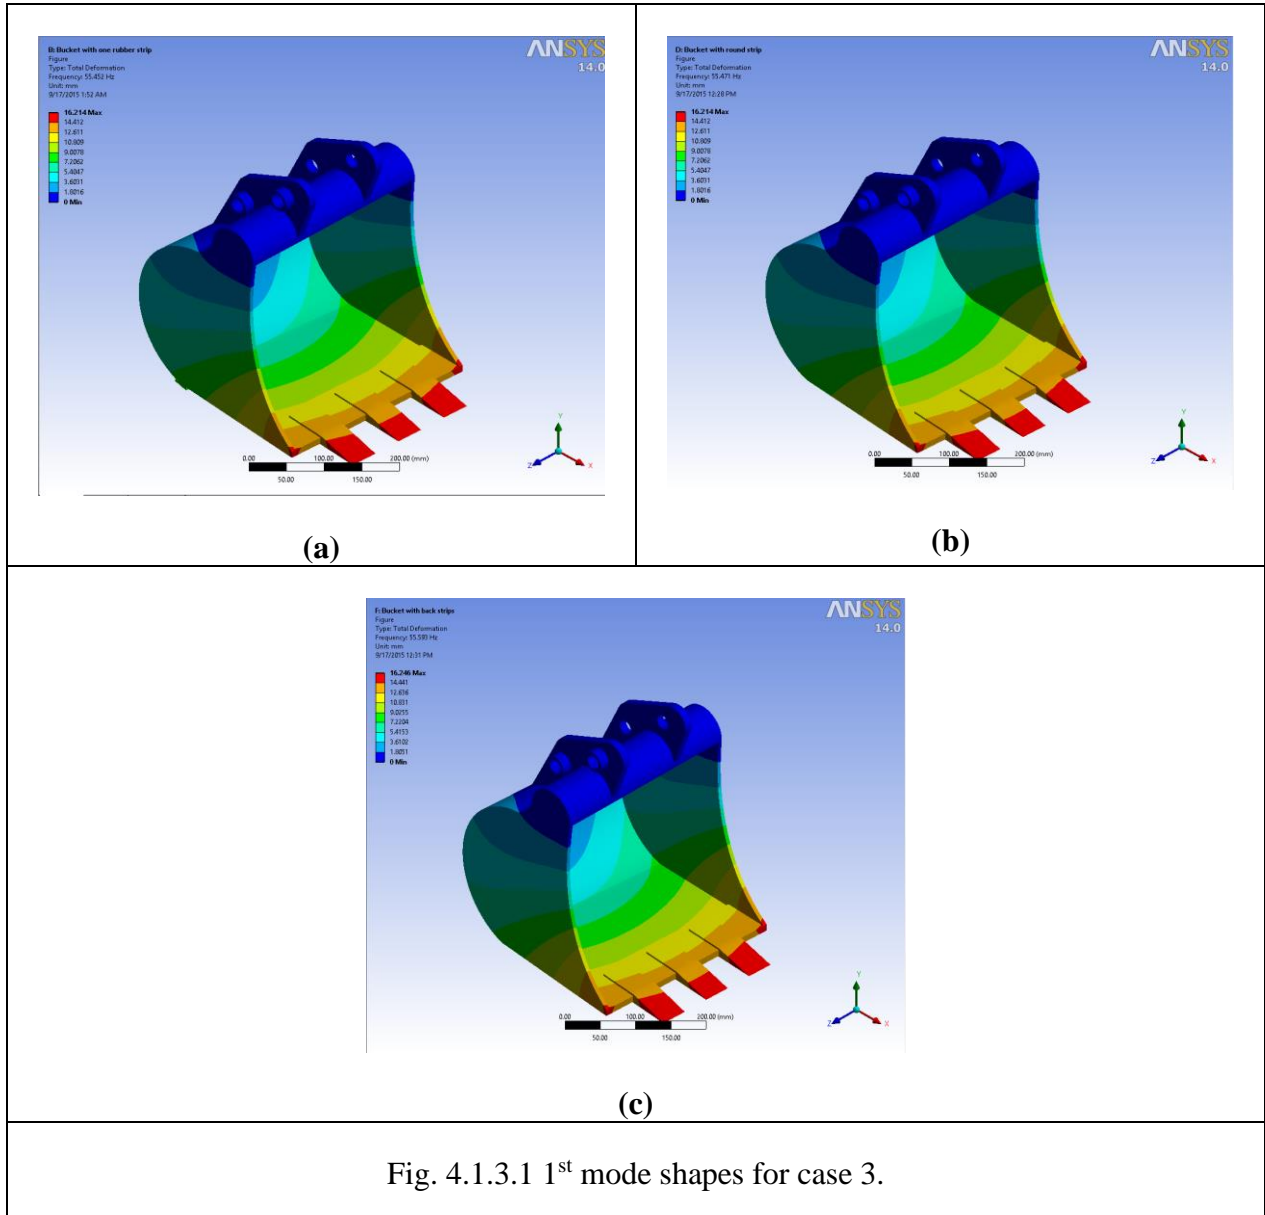 B: Bucket with one rubber strip
Figure
Type: Total Deformation
Frequency: 55.452 Hz
Unit: mm
9/17/2015 1:52 AM
16.214 Max
14.412
12.611
10.809
9.0078
7.2062
5.4047
3.6031
1.8016
0 Min
ANSYS
14.0
0.00
100.00
200.00 (mm)
50.00
150.00
Y
Z
X
(a)
D: Bucket with round strip
Figure
Type: Total Deformation
Frequency: 55.471 Hz
Unit: mm
9/17/2015 12:28 PM
16.214 Max
14.412
12.611
10.809
9.0078
7.2062
5.4047
3.6031
1.8016
0 Min
ANSYS
14.0
0.00
100.00
200.00 (mm)
50.00
150.00
Y
Z
X
(b)
F: Bucket with back strips
Figure
Type: Total Deformation
Frequency: 55.593 Hz
Unit: mm
9/17/2015 12:31 PM
16.246 Max
14.441
12.636
10.831
9.0255
7.2204
5.4153
3.6102
1.8051
0 Min
ANSYS
14.0
0.00
100.00
200.00 (mm)
50.00
150.00
Y
Z
X
(c)
Fig. 4.1.3.1 1st mode shapes for case 3.